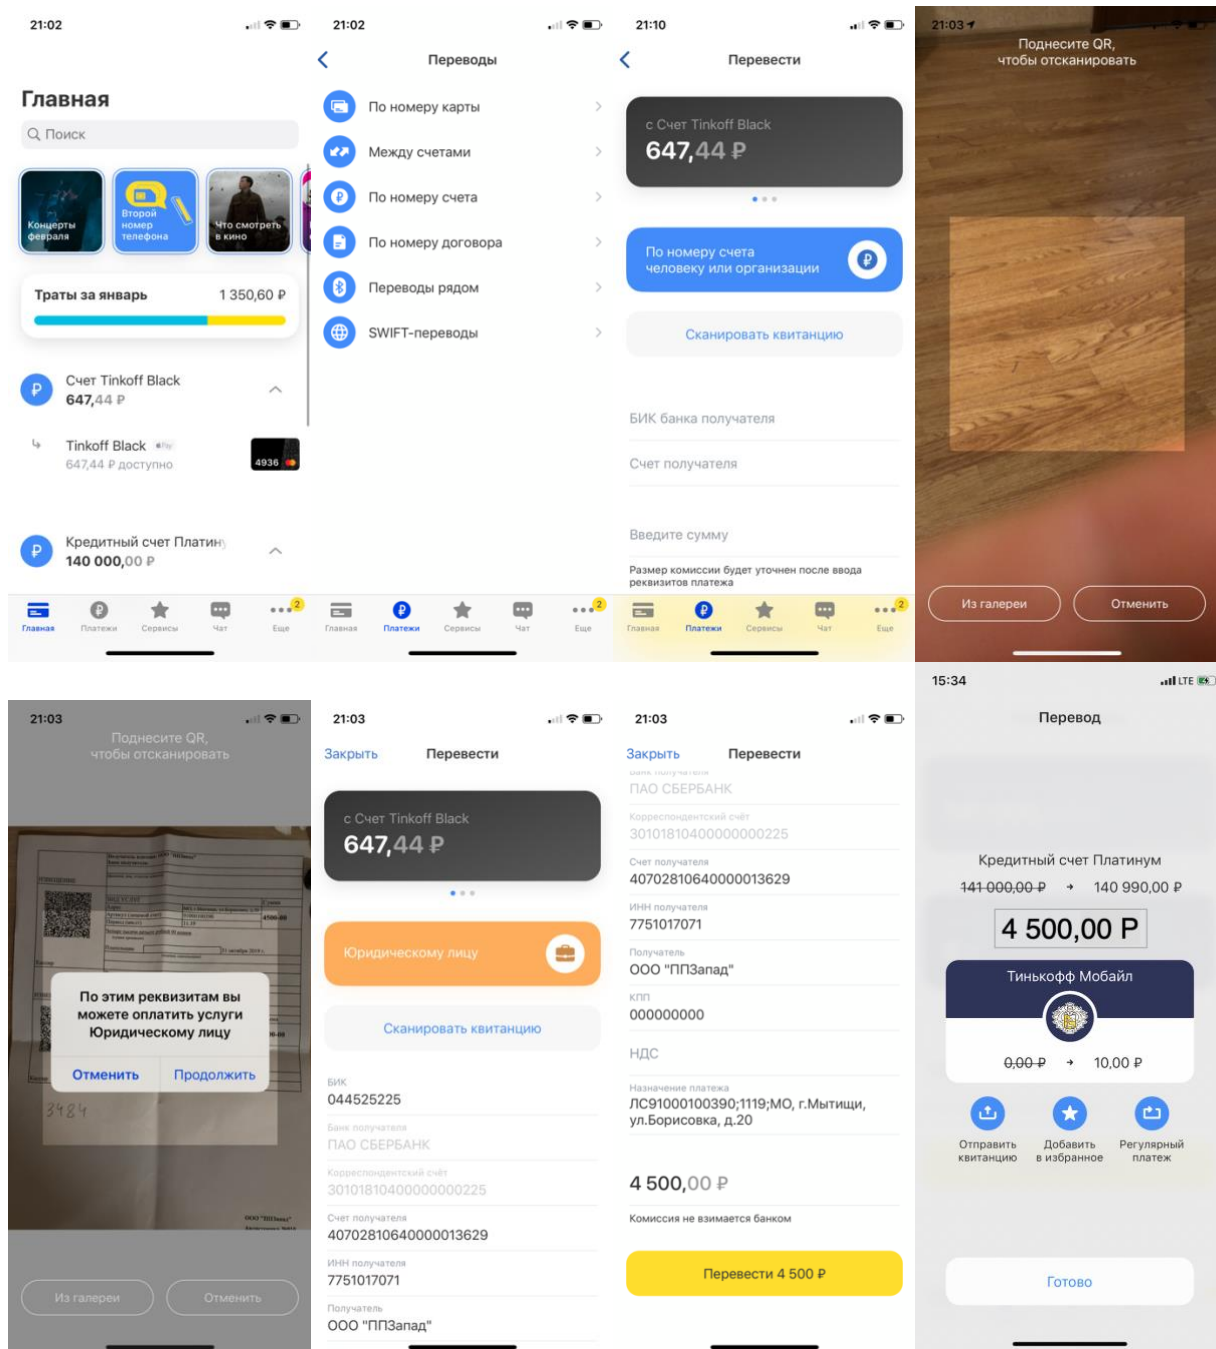 21:02
Главная
Поиск
Концерты
февраля
Второй
номер
телефона
Что смотреть
в кино
Траты за январь 1 350,60 ₽
Счет Tinkoff Black
647,44 ₽
Tinkoff Black
647,44 ₽ доступно
4936
Кредитный счет Платину
140 000,00 ₽
Главная Платежи Сервисы Чат Еще
2
21:02
Переводы
По номеру карты
Между счетами
По номеру счета
По номеру договора
Переводы рядом
SWIFT-переводы
Главная Платежи Сервисы Чат Еще
2
21:10
Перевести
с Счет Tinkoff Black
647,44 ₽
По номеру счета
человеку или организации
Сканировать квитанцию
БИК банка получателя
Счет получателя
Введите сумму
Размер комиссии будет уточнен после ввода
реквизитов платежа
Главная Платежи Сервисы Чат Еще
2
21:03
Поднесите QR,
чтобы отсканировать
Из галереи Отменить
21:03
Поднесите QR,
чтобы отсканировать
4500-00
По этим реквизитам вы
можете оплатить услуги
Юридическому лицу
Отменить Продолжить
3484
Из галереи Отменить
21:03
Закрыть Перевести
с Счет Tinkoff Black
647,44 ₽
Юридическому лицу
Сканировать квитанцию
БИК
044525225
Банк получателя
ПАО СБЕРБАНК
Корреспондентский счёт
30101810400000000225
Счет получателя
40702810640000013629
ИНН получателя
7751017071
Получатель
ООО "ППЗапад"
21:03
Закрыть Перевести
Банк получателя
ПАО СБЕРБАНК
Корреспондентский счёт
30101810400000000225
Счет получателя
40702810640000013629
ИНН получателя
7751017071
Получатель
ООО "ППЗапад"
КПП
000000000
НДС
Назначение платежа
ЛС91000100390;1119;МО, г.Мытищи,
ул.Борисовка, д.20
4 500,00 ₽
Комиссия не взимается банком
Перевести 4 500 ₽
15:34 LTE
Перевод
Кредитный счет Платинум
141 000,00 ₽ → 140 990,00 ₽
4 500,00 Р
Тинькофф Мобайл
0,00 ₽ → 10,00 ₽
Отправить
квитанцию
Добавить
в избранное
Регулярный
платеж
Готово